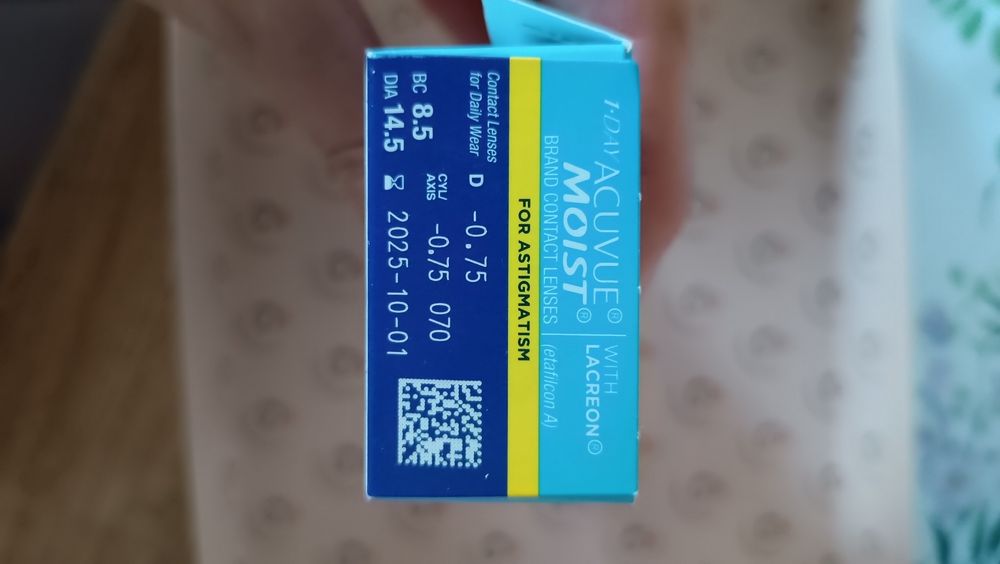 1·DAY ACUVUE® WITH
MOIST® LACREON®
BRAND CONTACT LENSES (etafilcon A)
FOR ASTIGMATISM
Contact Lenses
for Daily Wear
D -0.75
BC 8.5
CYL/
AXIS -0.75 070
DIA 14.5
2025-10-01